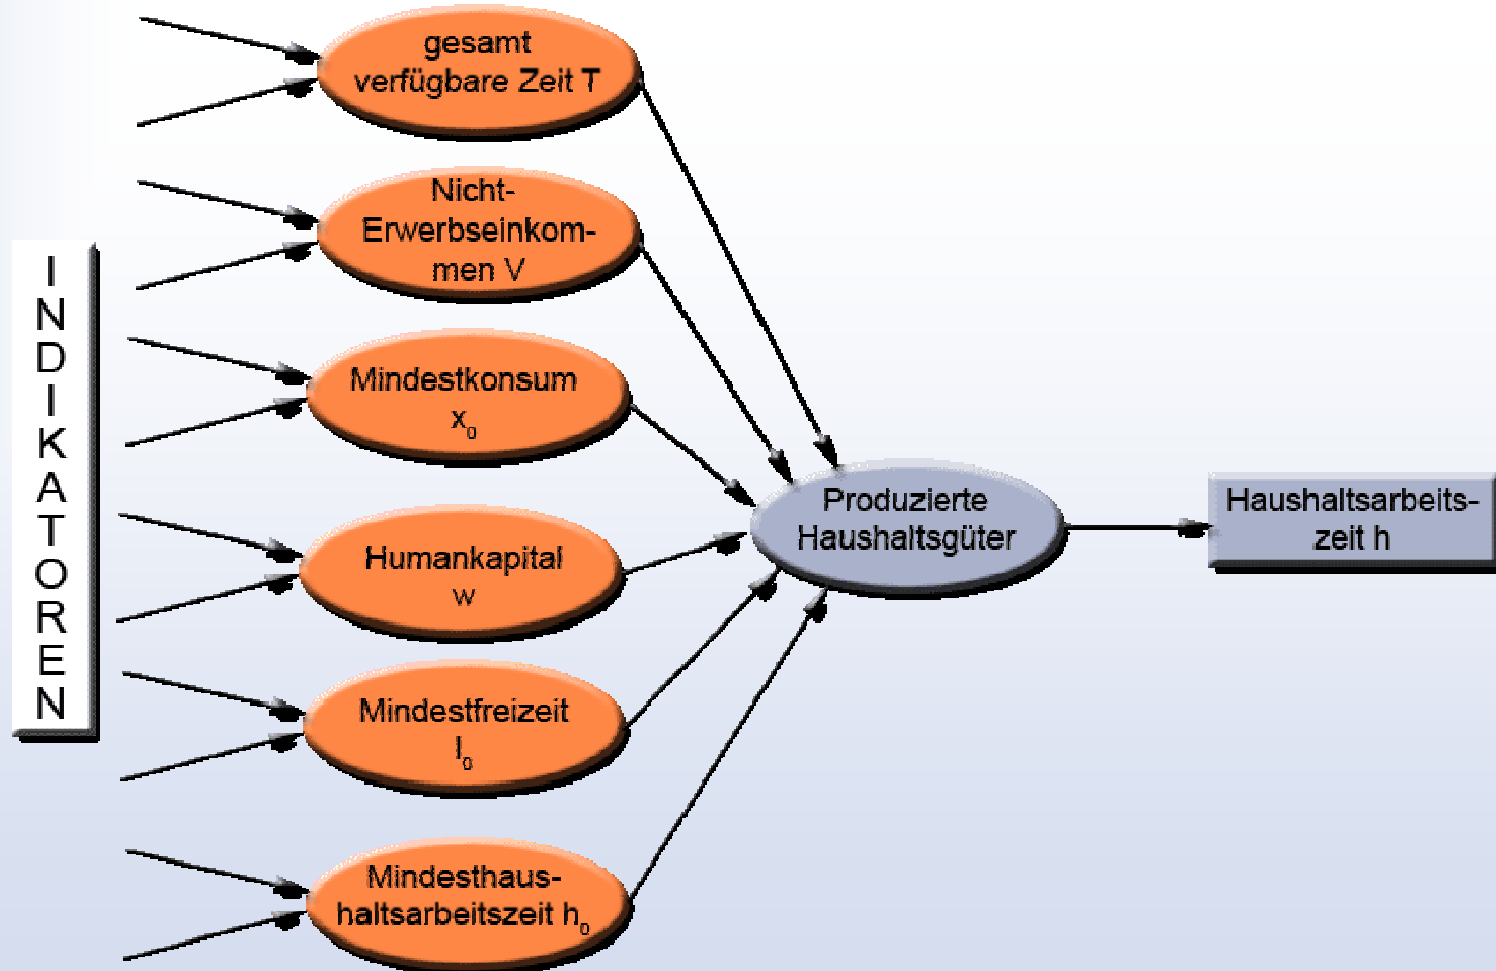 INDIKATOREN
gesamt
verfügbare Zeit T
Nicht-
Erwerbseinkom-
men V
Mindestkonsum
x₀
Humankapital
w
Mindestfreizeit
l₀
Mindesthaus-
haltsarbeitszeit h₀
Produzierte
Haushaltsgüter
Haushaltsarbeits-
zeit h